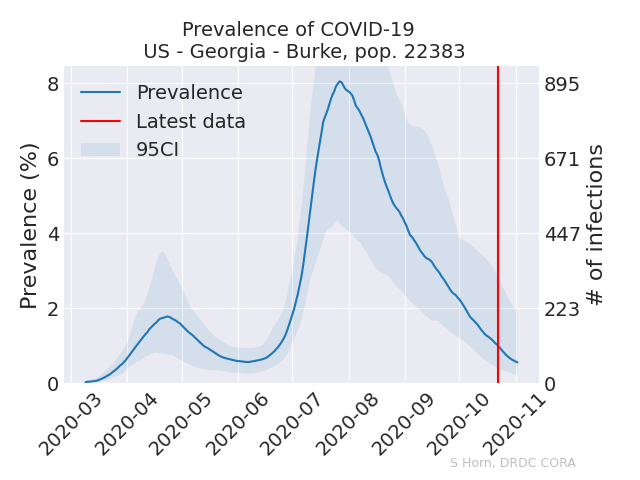 Prevalence of COVID-19
US - Georgia - Burke, pop. 22383
Prevalence
Latest data
95CI
Prevalence (%)
8
6
4
2
0
895
671
447
223
0
# of infections
2020-03
2020-04
2020-05
2020-06
2020-07
2020-08
2020-09
2020-10
2020-11
S Horn, DRDC CORA